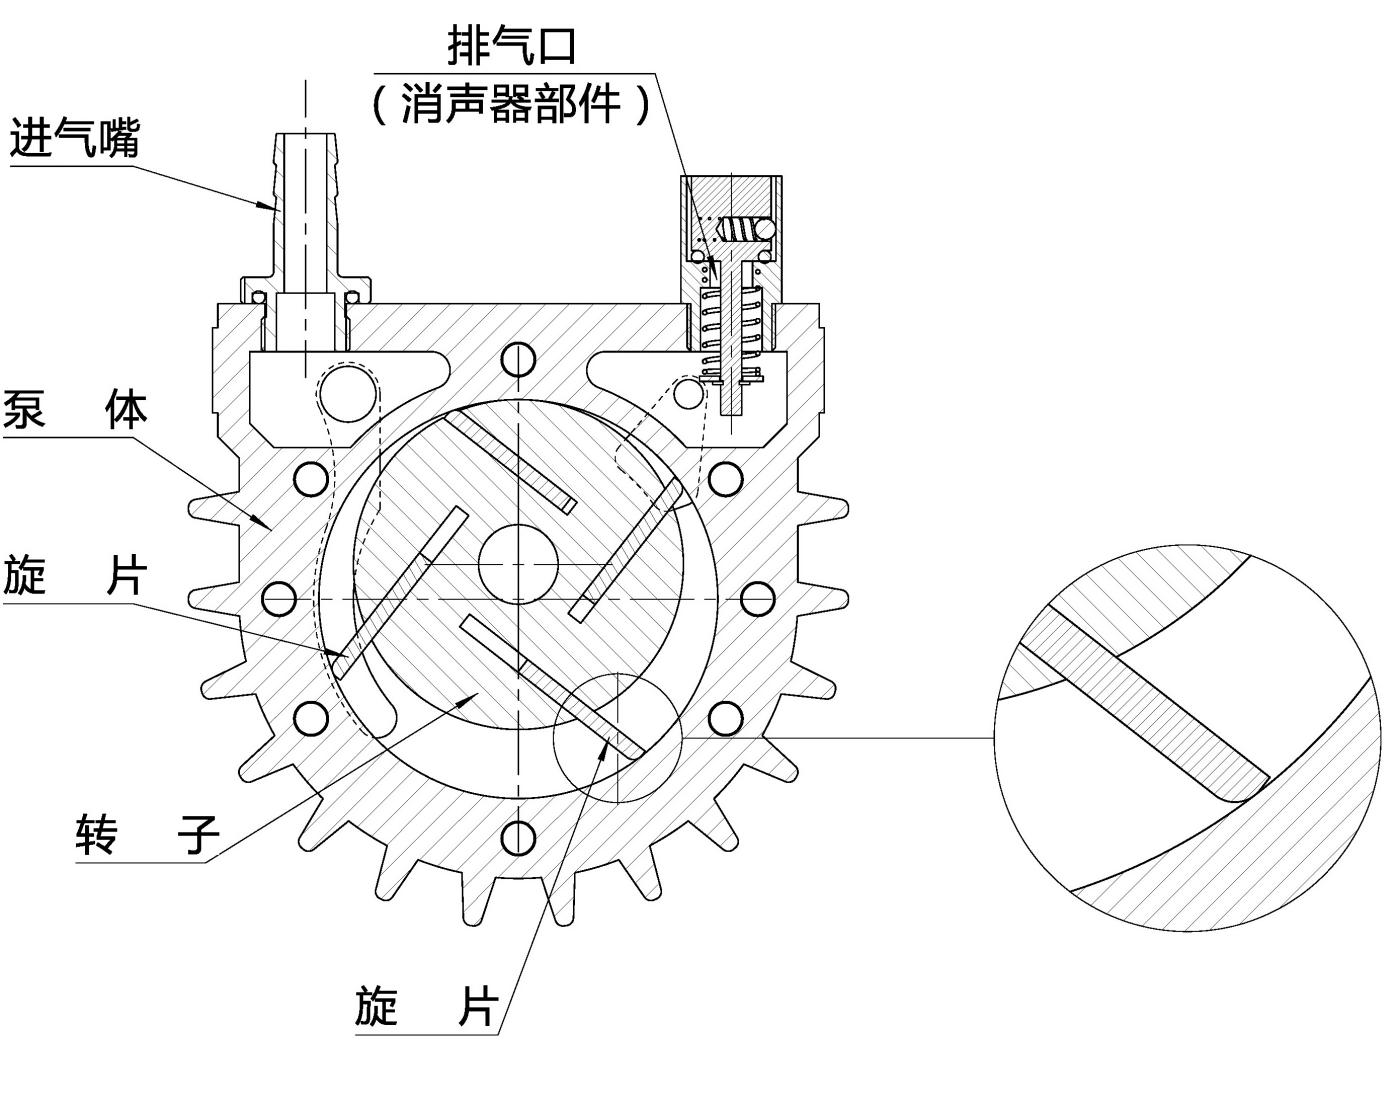 排气口
（消声器部件）
进气嘴
泵 体
旋 片
转 子
旋 片